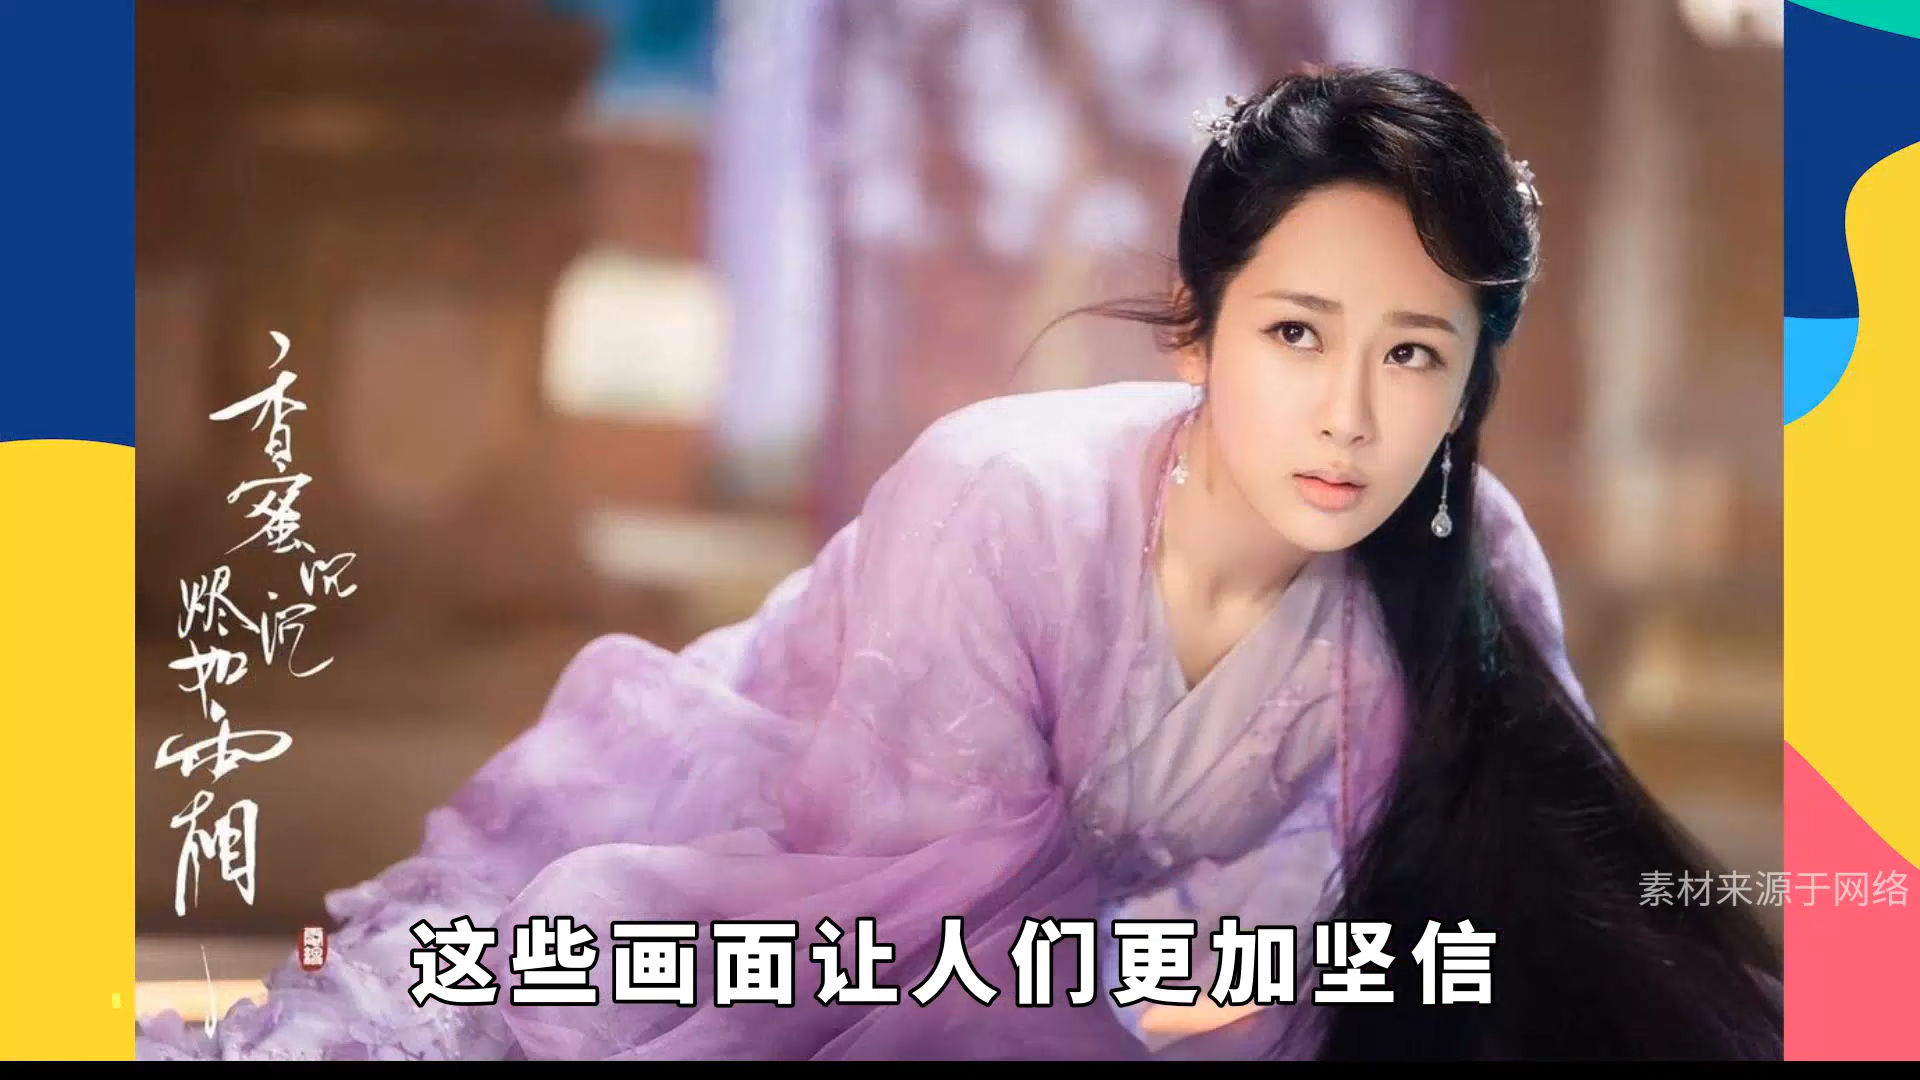 香蜜沉沉
烬如霜
素材来源于网络
这些画面让人们更加坚信